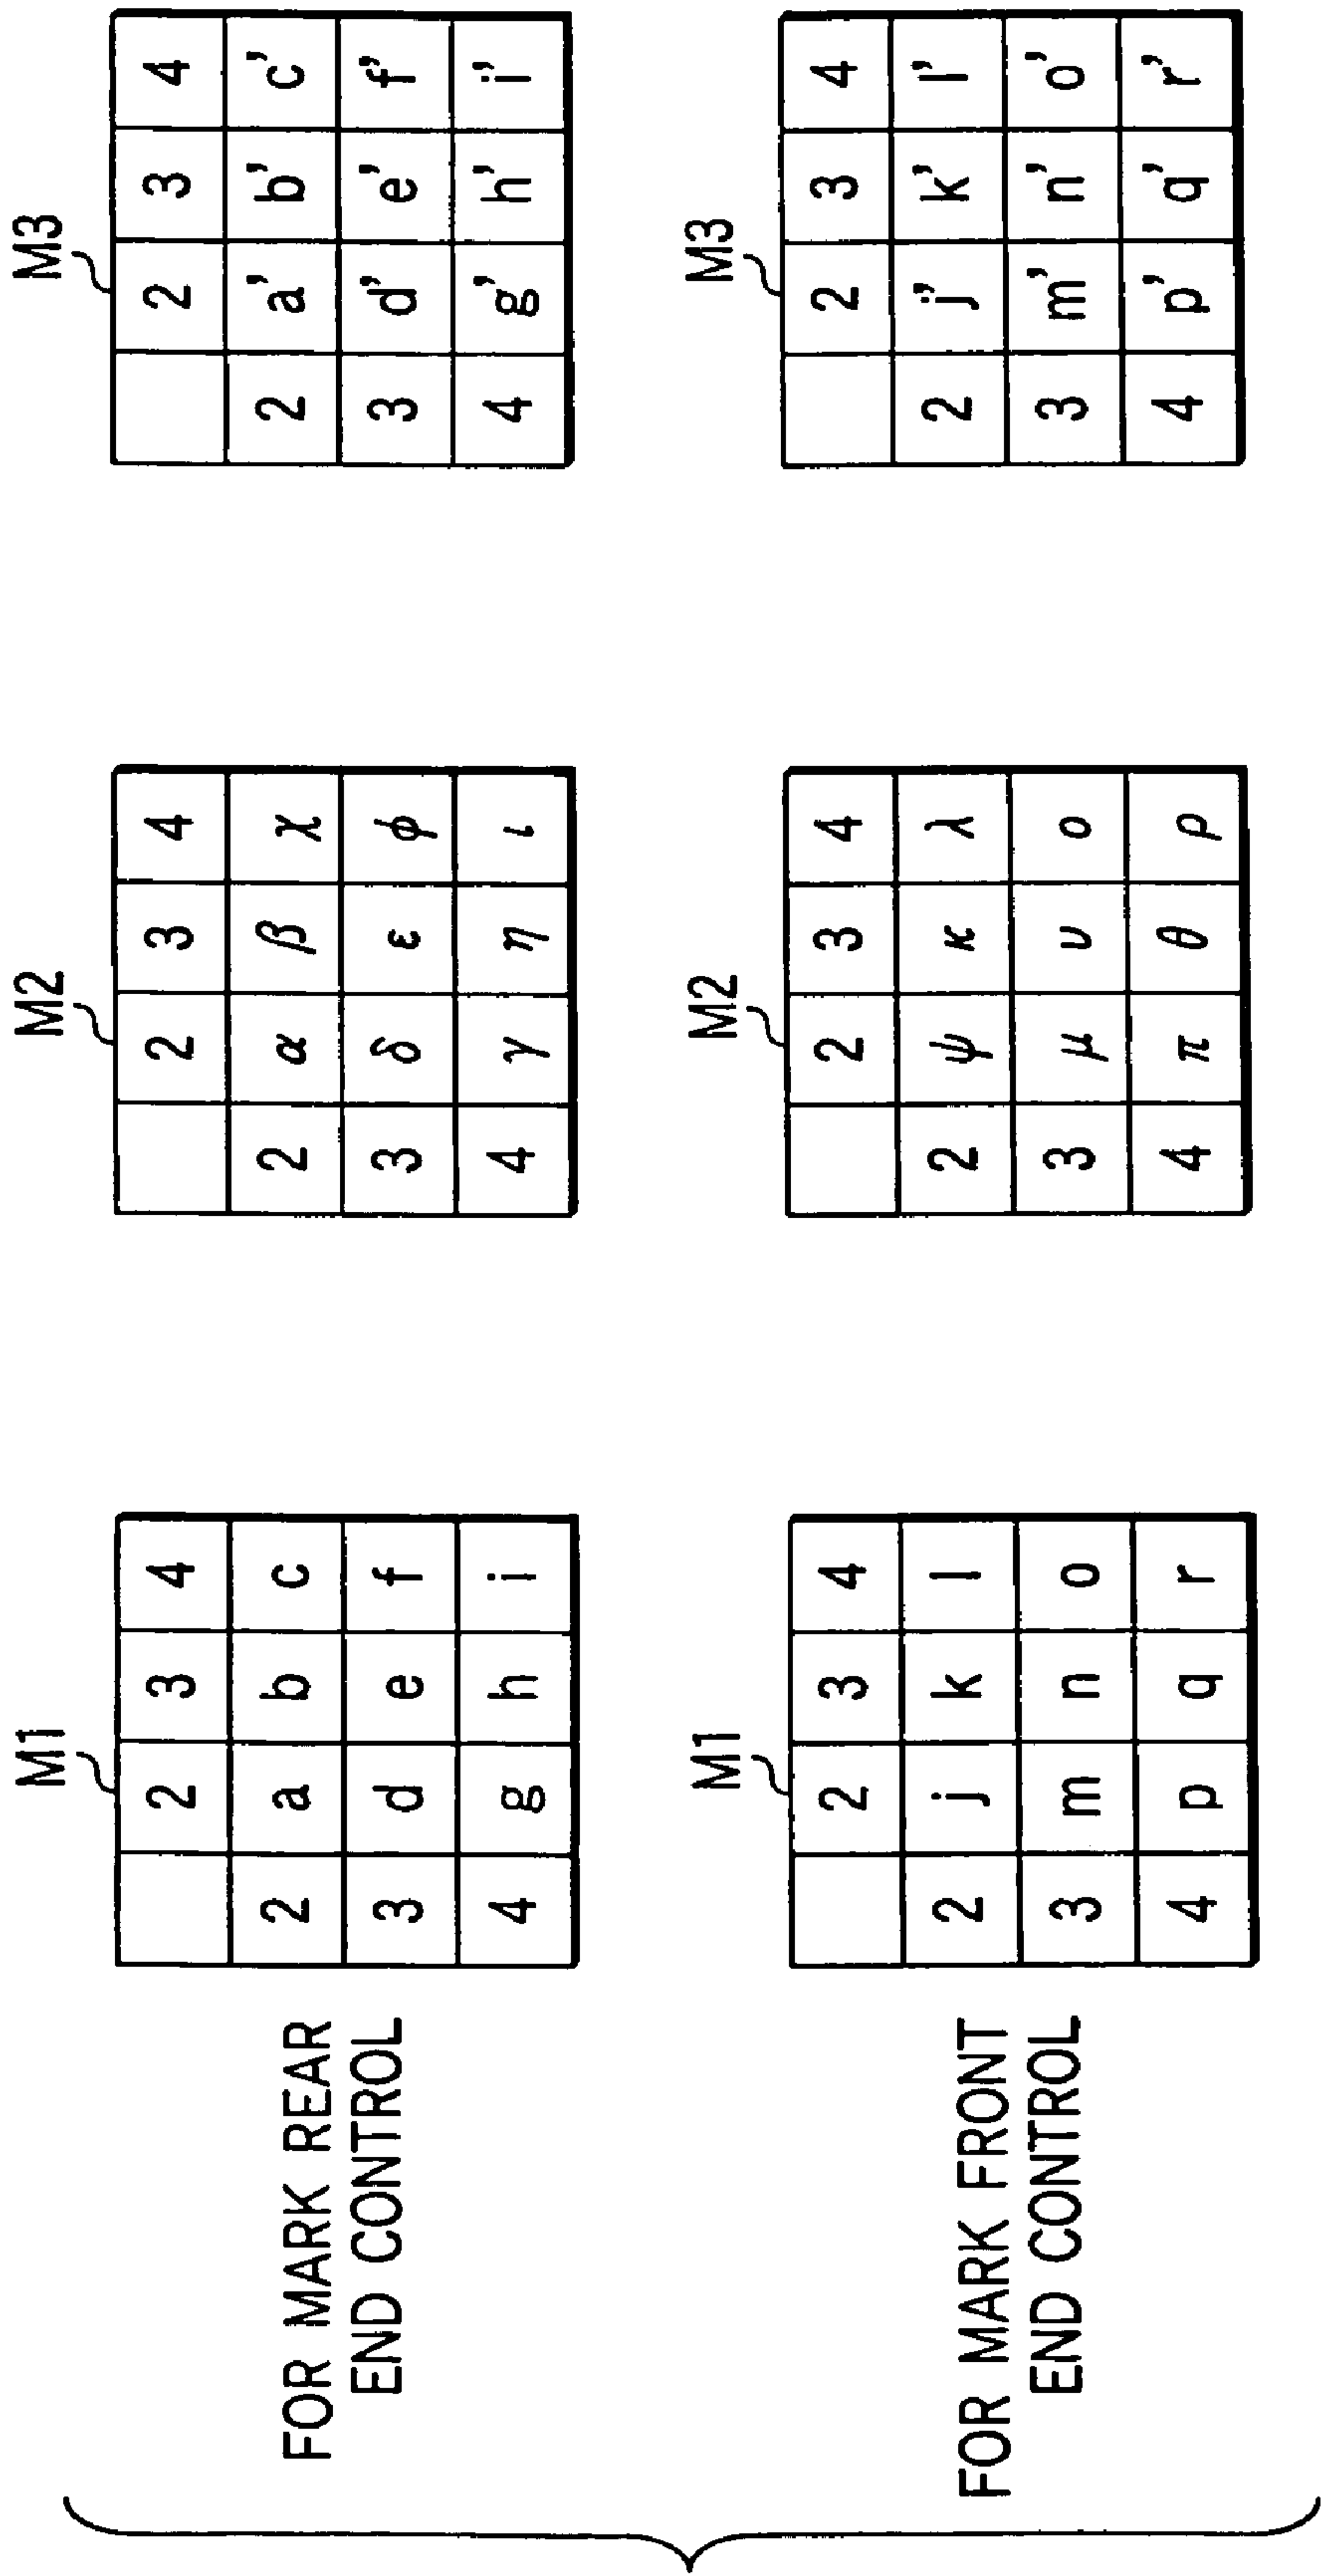 FOR MARK REAR
END CONTROL
M1
2 3 4
2 a b c
3 d e f
4 g h i
M2
2 3 4
2 α β χ
3 δ ε ϕ
4 γ η ι
M3
2 3 4
2 a' b' c'
3 d' e' f'
4 g' h' i'
FOR MARK FRONT
END CONTROL
M1
2 3 4
2 j k l
3 m n o
4 p q r
M2
2 3 4
2 ψ κ λ
3 μ ν ο
4 π θ ρ
M3
2 3 4
2 j' k' l'
3 m' n' o'
4 p' q' r'